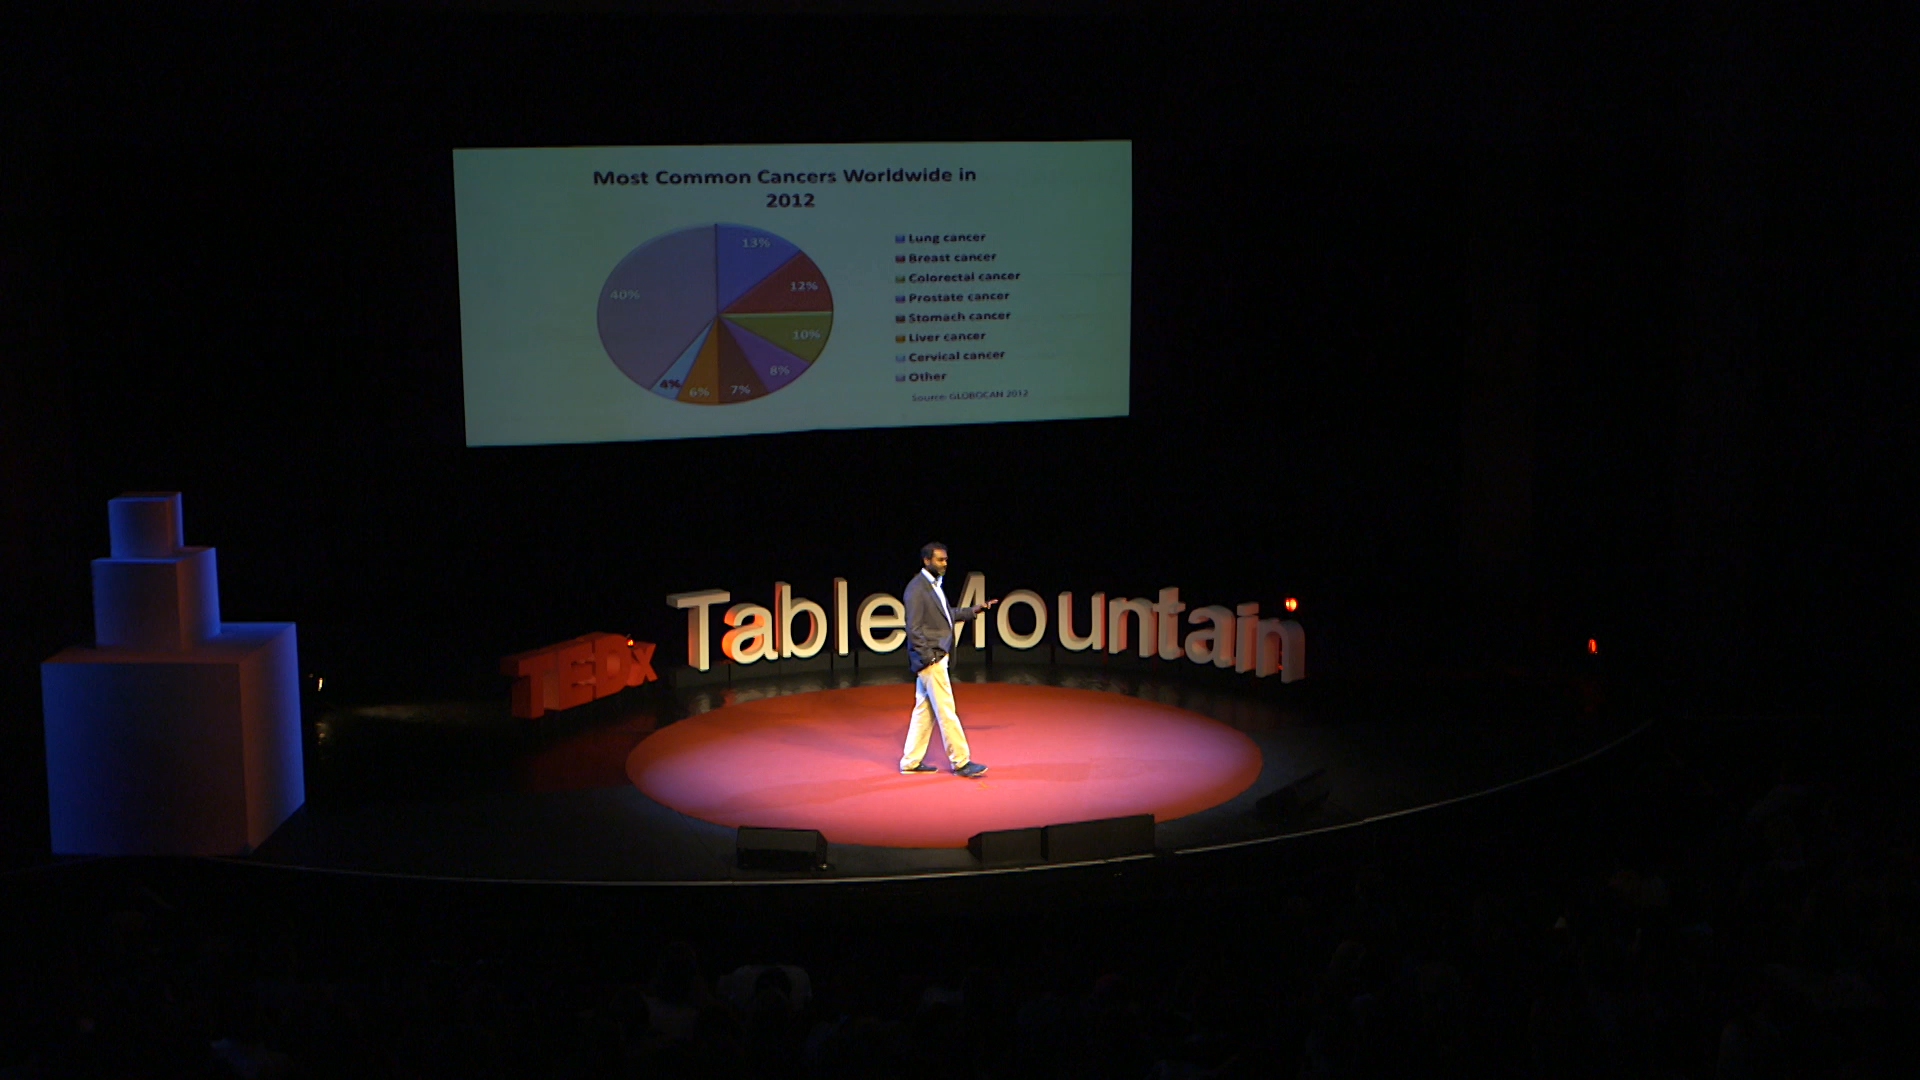 Most Common Cancers Worldwide in
2012
13%
12%
10%
8%
7%
6%
4%
40%
Lung cancer
Breast cancer
Colorectal cancer
Prostate cancer
Stomach cancer
Liver cancer
Cervical cancer
Other
Source: GLOBOCAN 2012
TEDx TableMountain